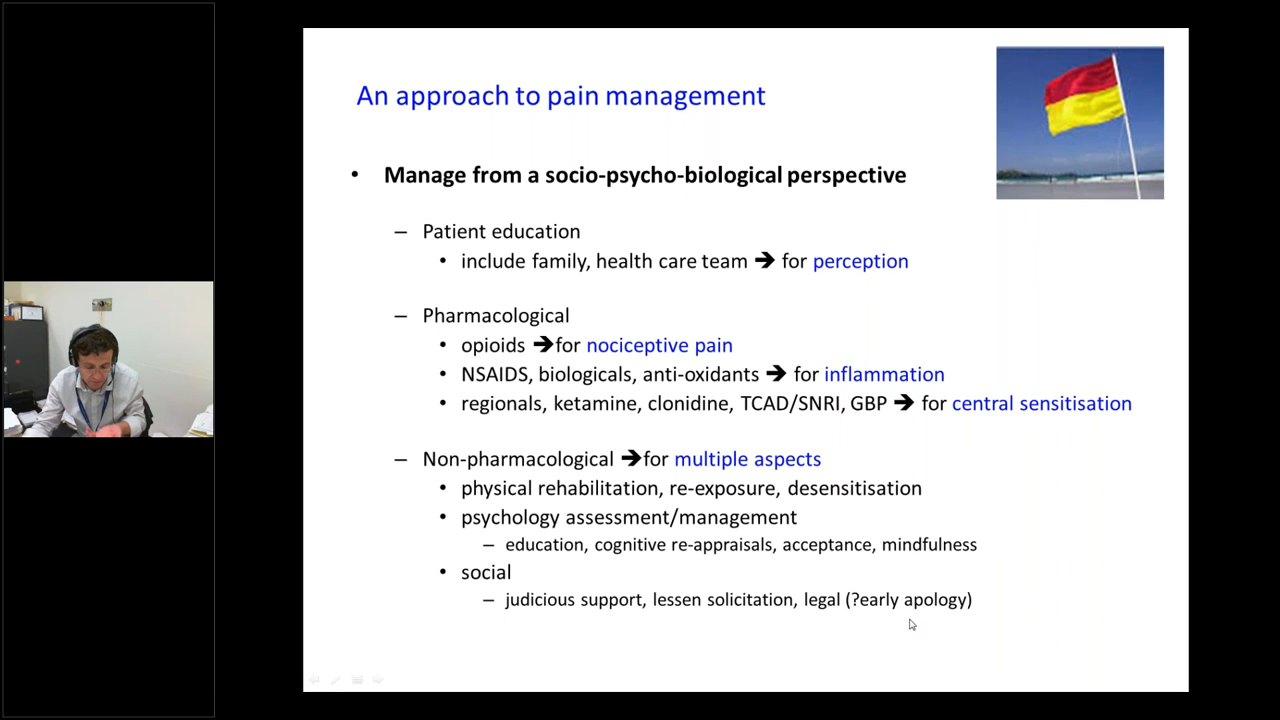 An approach to pain management
• Manage from a socio-psycho-biological perspective
– Patient education
• include family, health care team ➔ for perception
– Pharmacological
• opioids ➔for nociceptive pain
• NSAIDS, biologicals, anti-oxidants ➔ for inflammation
• regionals, ketamine, clonidine, TCAD/SNRI, GBP ➔ for central sensitisation
– Non-pharmacological ➔for multiple aspects
• physical rehabilitation, re-exposure, desensitisation
• psychology assessment/management
– education, cognitive re-appraisals, acceptance, mindfulness
• social
– judicious support, lessen solicitation, legal (?early apology)